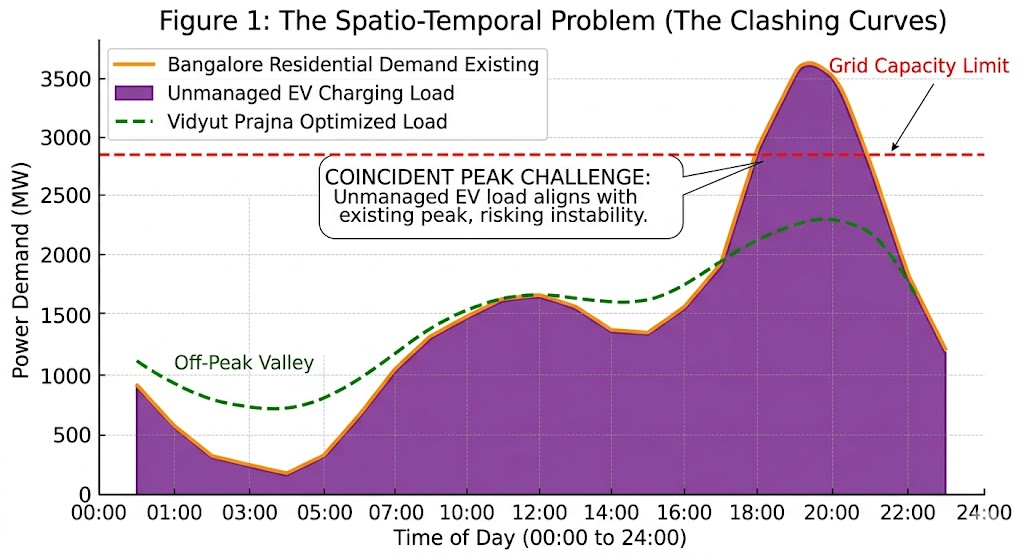 Figure 1: The Spatio-Temporal Problem (The Clashing Curves)
Bangalore Residential Demand Existing
Unmanaged EV Charging Load
Vidyut Prajna Optimized Load
Grid Capacity Limit
COINCIDENT PEAK CHALLENGE:
Unmanaged EV load aligns with
existing peak, risking instability.
Off-Peak Valley
Power Demand (MW)
3500
3000
2500
2000
1500
1000
500
0
00:00 01:00 03:00 05:00 07:00 10:00 12:00 14:00 16:00 18:00 20:00 22:00 24:00
Time of Day (00:00 to 24:00)